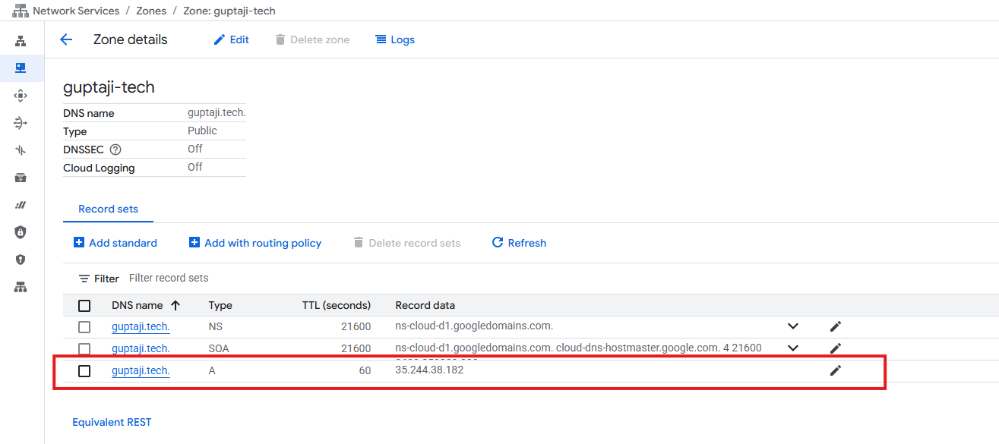 Network Services / Zones / Zone: guptaji-tech
Zone details Edit Delete zone Logs
guptaji-tech
DNS name guptaji.tech.
Type Public
DNSSEC Off
Cloud Logging Off
Record sets
Add standard Add with routing policy Delete record sets Refresh
Filter Filter record sets
DNS name Type TTL (seconds) Record data
guptaji.tech. NS 21600 ns-cloud-d1.googledomains.com.
guptaji.tech. SOA 21600 ns-cloud-d1.googledomains.com. cloud-dns-hostmaster.google.com. 4 21600
guptaji.tech. A 60 35.244.38.182
Equivalent REST